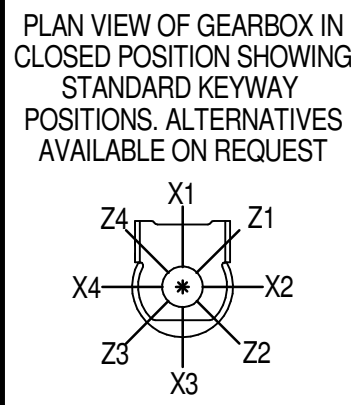 PLAN VIEW OF GEARBOX IN
CLOSED POSITION SHOWING
STANDARD KEYWAY
POSITIONS. ALTERNATIVES
AVAILABLE ON REQUEST
X1
Z4
Z1
X4
X2
Z3
Z2
X3